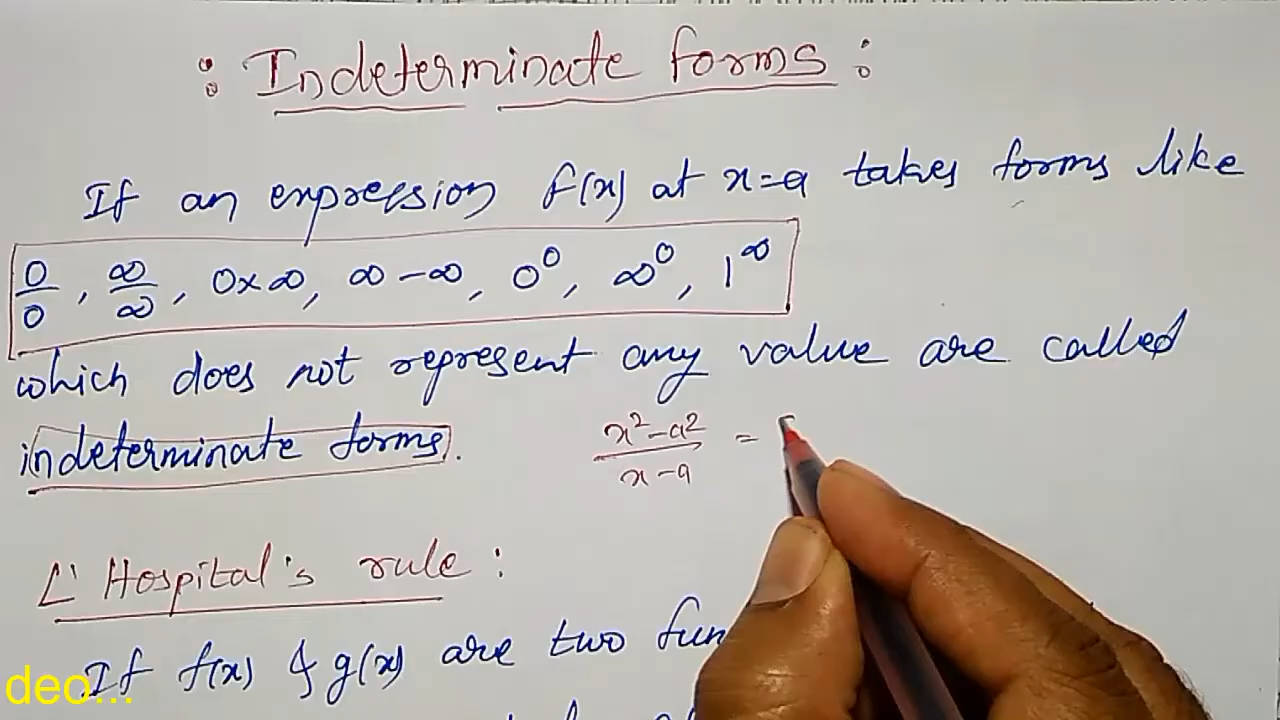 : Indeterminate forms :
If an expression f(x) at x=a takes forms like
0/0, ∞/∞, 0×∞, ∞-∞, 0⁰, ∞⁰, 1^∞
which does not represent any value are called
indeterminate forms.
x²-a²/x-a =
L' Hospital's rule :
If f(x) & g(x) are two fun
deo...